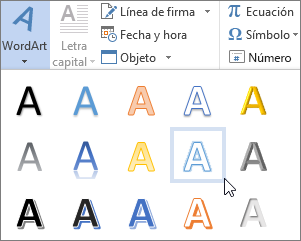 WordArt
Letra
capital
Línea de firma
Fecha y hora
Objeto
Ecuación
Símbolo
Número
A A A A A
A A A A A
A A A A A